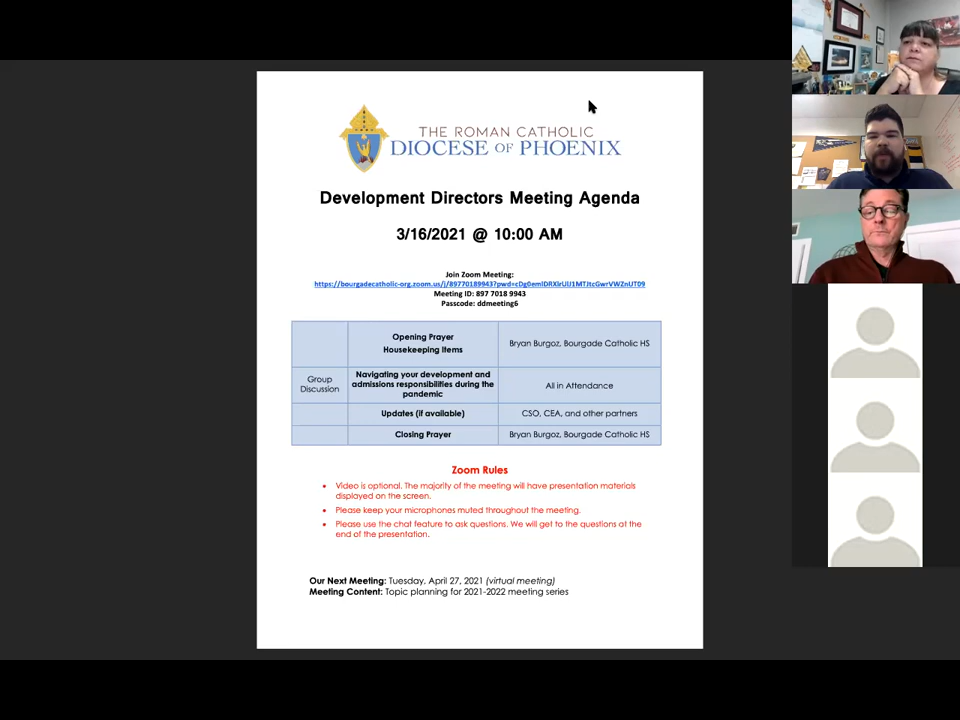 THE ROMAN CATHOLIC
DIOCESE OF PHOENIX
Development Directors Meeting Agenda
3/16/2021 @ 10:00 AM
Join Zoom Meeting:
Meeting ID: 897 7018 9943
Passcode: ddmeeting6
Opening Prayer
Housekeeping Items
Bryan Burgoz, Bourgade Catholic HS
Group
Discussion
Navigating your development and
admissions responsibilities during the
pandemic
All in Attendance
Updates (if available)
CSO, CEA, and other partners
Closing Prayer
Bryan Burgoz, Bourgade Catholic HS
Zoom Rules
• Video is optional. The majority of the meeting will have presentation materials
displayed on the screen.
• Please keep your microphones muted throughout the meeting.
• Please use the chat feature to ask questions. We will get to the questions at the
end of the presentation.
Our Next Meeting: Tuesday, April 27, 2021 (virtual meeting)
Meeting Content: Topic planning for 2021-2022 meeting series